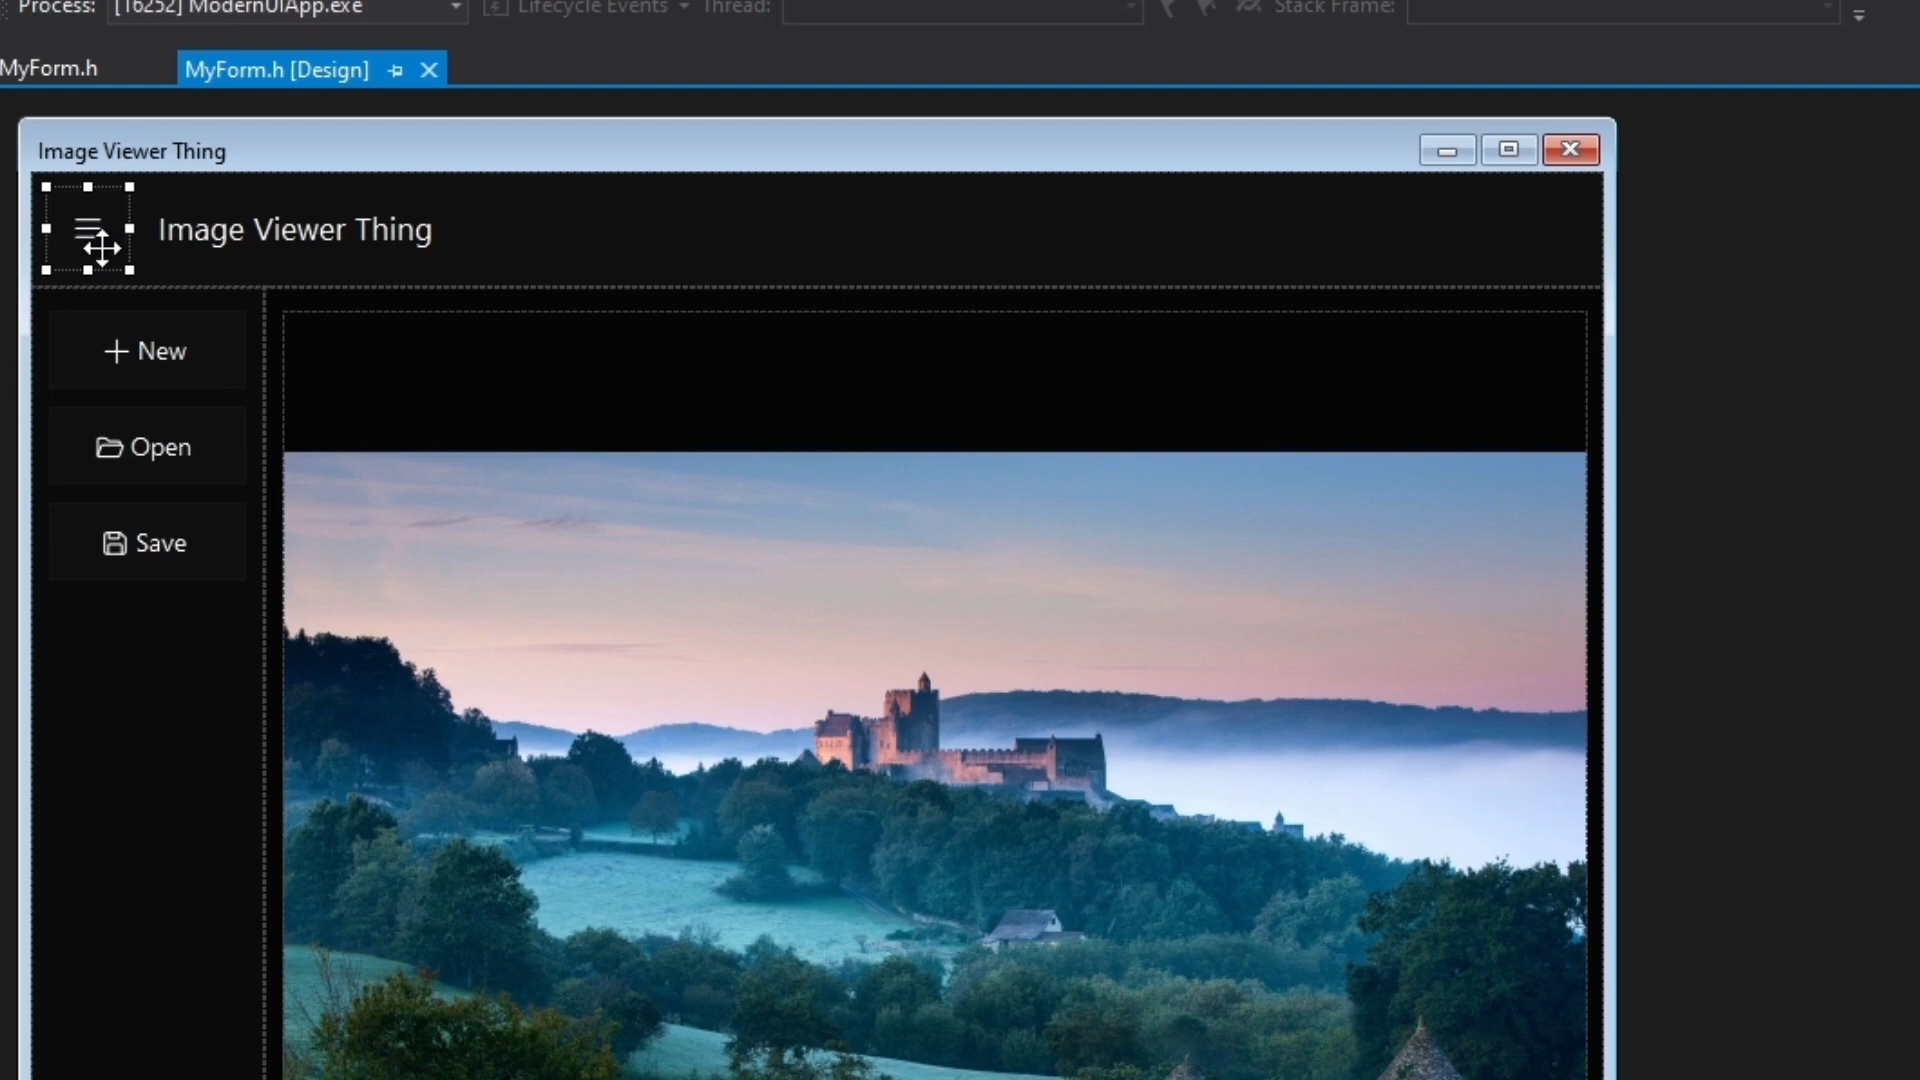 Process: [16252] ModernUIApp.exe Lifecycle Events Thread: Stack Frame:
MyForm.h MyForm.h [Design]
Image Viewer Thing
Image Viewer Thing
New
Open
Save